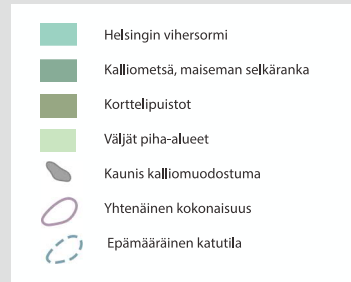 Helsingin vihersormi
Kalliometsä, maiseman selkäranka
Korttelipuistot
Väljät piha-alueet
Kaunis kalliomuodostuma
Yhtenäinen kokonaisuus
Epämääräinen katutila